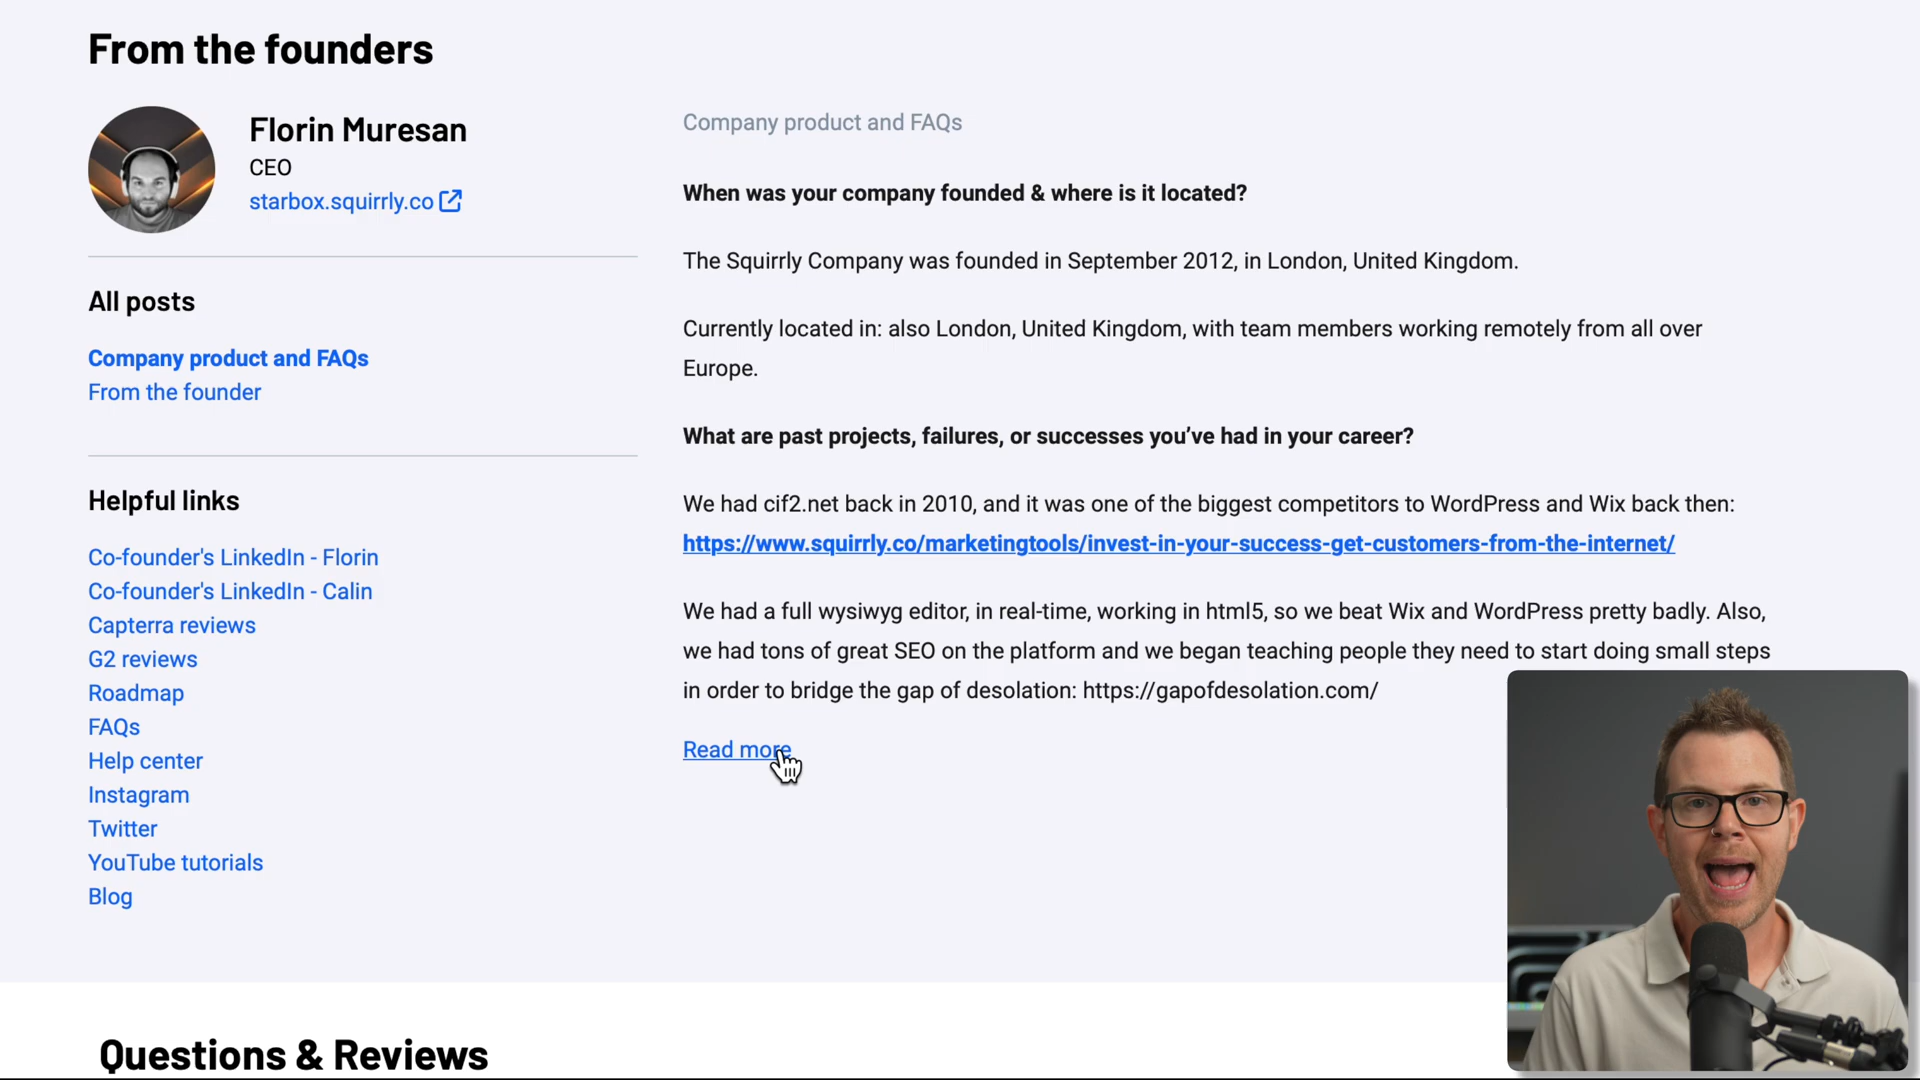 From the founders
Florin Muresan
CEO
starbox.squirrly.co
All posts
Company product and FAQs
From the founder
Helpful links
Co-founder's LinkedIn - Florin
Co-founder's LinkedIn - Calin
Capterra reviews
G2 reviews
Roadmap
FAQs
Help center
Instagram
Twitter
YouTube tutorials
Blog
Company product and FAQs
When was your company founded & where is it located?
The Squirrly Company was founded in September 2012, in London, United Kingdom.
Currently located in: also London, United Kingdom, with team members working remotely from all over
Europe.
What are past projects, failures, or successes you’ve had in your career?
We had cif2.net back in 2010, and it was one of the biggest competitors to WordPress and Wix back then:
https://www.squirrly.co/marketingtools/invest-in-your-success-get-customers-from-the-internet/
We had a full wysiwyg editor, in real-time, working in html5, so we beat Wix and WordPress pretty badly. Also,
we had tons of great SEO on the platform and we began teaching people they need to start doing small steps
in order to bridge the gap of desolation: https://gapofdesolation.com/
Read more
Questions & Reviews